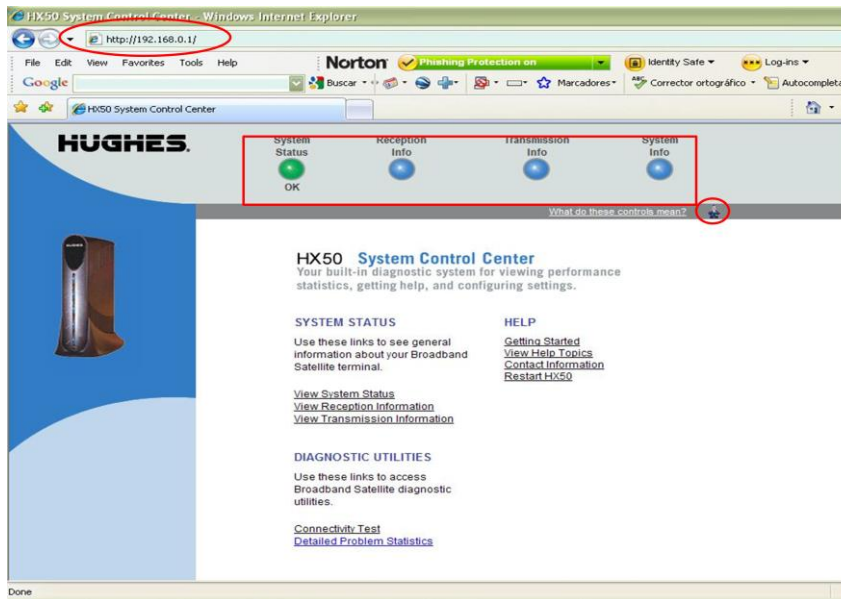 HX50 System Control Center - Windows Internet Explorer
http://192.168.0.1/
File Edit View Favorites Tools Help
Norton Phishing Protection on Identity Safe Log-ins
Google Buscar Marcadores Corrector ortográfico Autocompleta
HX50 System Control Center
HUGHES.
System Status
Reception Info
Transmission Info
System Info
OK
What do these controls mean?
HX50 System Control Center
Your built-in diagnostic system for viewing performance
statistics, getting help, and configuring settings.
SYSTEM STATUS
Use these links to see general
information about your Broadband
Satellite terminal.
View System Status
View Reception Information
View Transmission Information
HELP
Getting Started
View Help Topics
Contact Information
Restart HX50
DIAGNOSTIC UTILITIES
Use these links to access
Broadband Satellite diagnostic
utilities.
Connectivity Test
Detailed Problem Statistics
Done